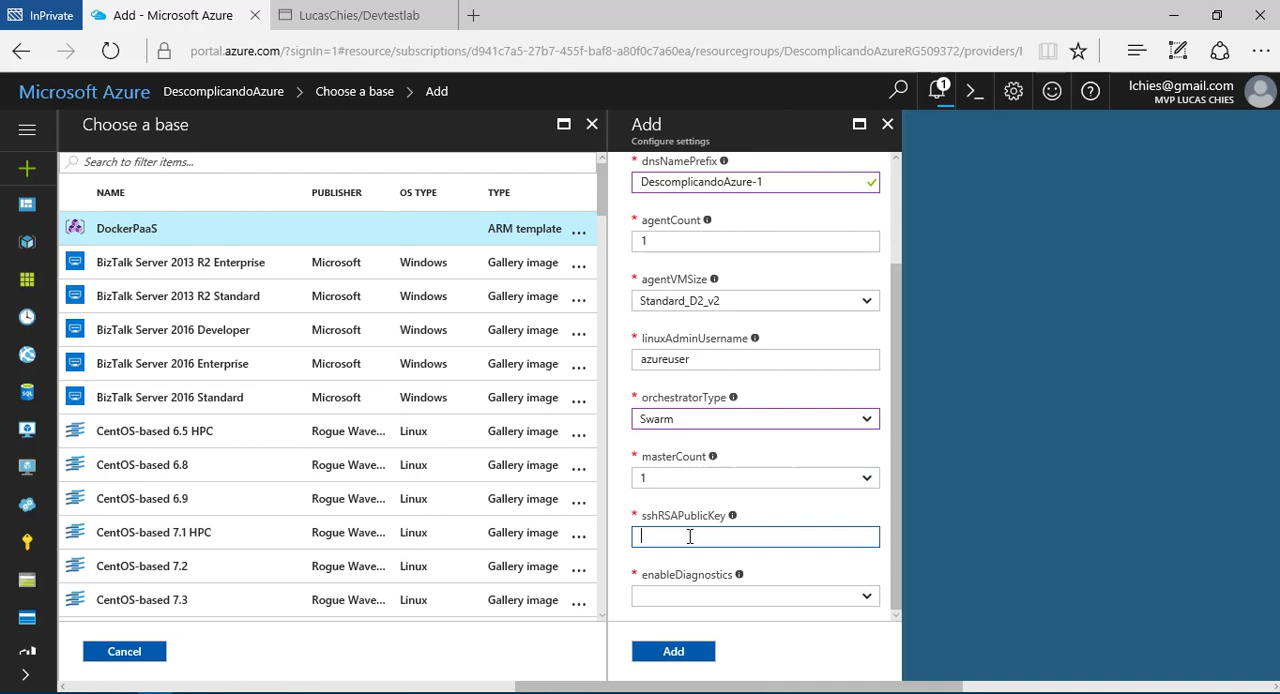 InPrivate
Add - Microsoft Azure
LucasChies/Devtestlab
portal.azure.com/?signIn=1#resource/subscriptions/d941c7a5-27b7-455f-baf8-a80f0c7a60ea/resourcegroups/DescomplicandoAzureRG509372/providers/
Microsoft Azure DescomplicandoAzure > Choose a base > Add
1
lchies@gmail.com
MVP LUCAS CHIES
Choose a base
Search to filter items...
NAME PUBLISHER OS TYPE TYPE
DockerPaaS ARM template ...
BizTalk Server 2013 R2 Enterprise Microsoft Windows Gallery image ...
BizTalk Server 2013 R2 Standard Microsoft Windows Gallery image ...
BizTalk Server 2016 Developer Microsoft Windows Gallery image ...
BizTalk Server 2016 Enterprise Microsoft Windows Gallery image ...
BizTalk Server 2016 Standard Microsoft Windows Gallery image ...
CentOS-based 6.5 HPC Rogue Wave... Linux Gallery image ...
CentOS-based 6.8 Rogue Wave... Linux Gallery image ...
CentOS-based 6.9 Rogue Wave... Linux Gallery image ...
CentOS-based 7.1 HPC Rogue Wave... Linux Gallery image ...
CentOS-based 7.2 Rogue Wave... Linux Gallery image ...
CentOS-based 7.3 Rogue Wave... Linux Gallery image ...
Cancel
Add
Configure settings
* dnsNamePrefix
DescomplicandoAzure-1
* agentCount
1
* agentVMSize
Standard_D2_v2
* linuxAdminUsername
azureuser
* orchestratorType
Swarm
* masterCount
1
* sshRSAPublicKey
* enableDiagnostics
Add